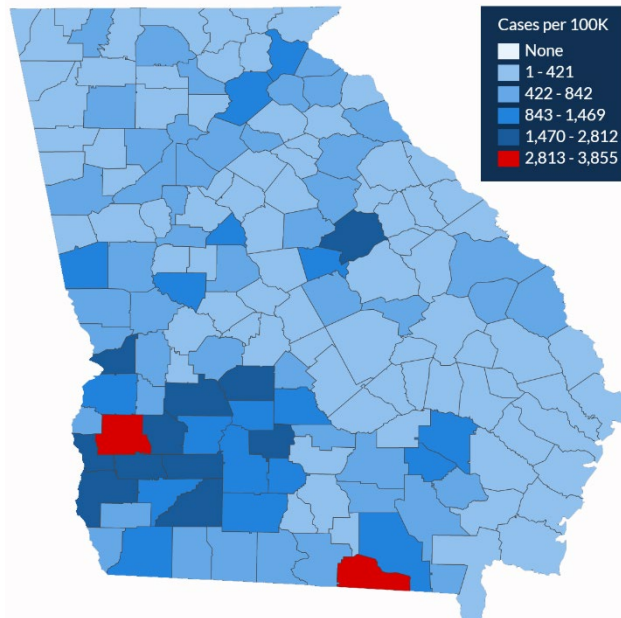 Cases per 100K
None
1 - 421
422 - 842
843 - 1,469
1,470 - 2,812
2,813 - 3,855